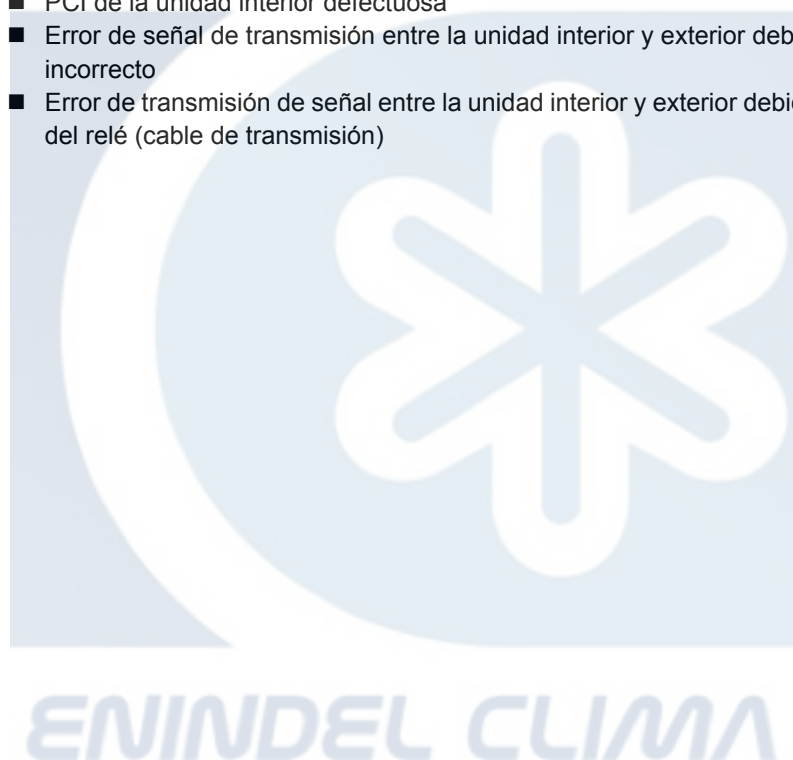 ■ PCI de la unidad interior defectuosa
■ Error de señal de transmisión entre la unidad interior y exterior deb
incorrecto
■ Error de transmisión de señal entre la unidad interior y exterior debi
del relé (cable de transmisión)
ENINDEL CLIMA